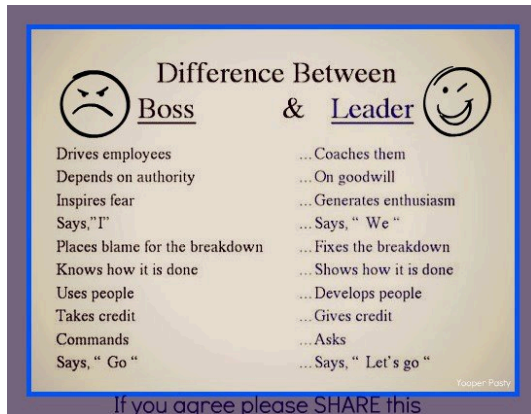 Difference Between
Boss & Leader
Drives employees ...Coaches them
Depends on authority ...On goodwill
Inspires fear ...Generates enthusiasm
Says,"I" ...Says, " We "
Places blame for the breakdown ...Fixes the breakdown
Knows how it is done ...Shows how it is done
Uses people ...Develops people
Takes credit ...Gives credit
Commands ...Asks
Says, " Go " ...Says, " Let's go "
Yooper Pasty
If you agree please SHARE this